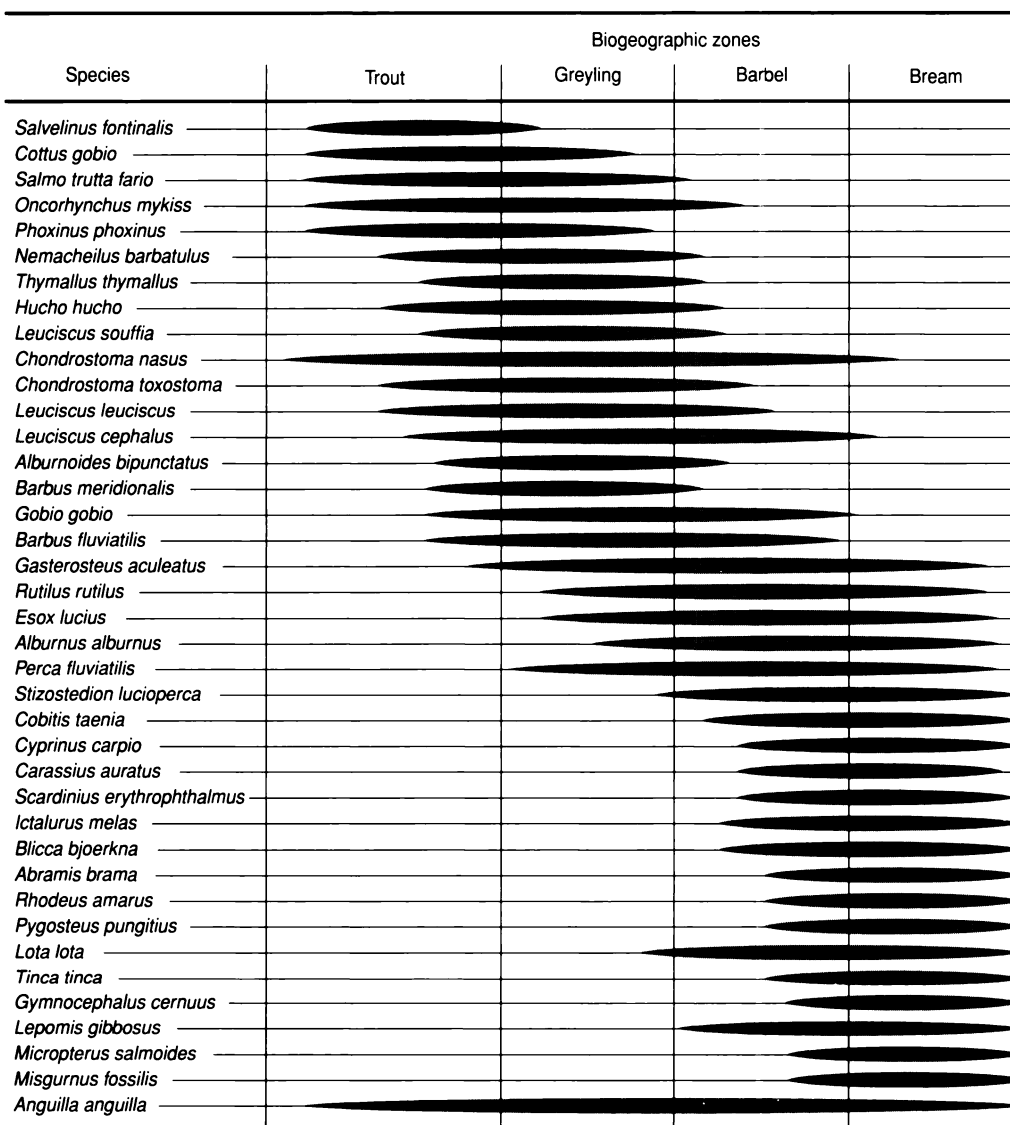 Biogeographic zones
Species Trout Greyling Barbel Bream
Salvelinus fontinalis
Cottus gobio
Salmo trutta fario
Oncorhynchus mykiss
Phoxinus phoxinus
Nemacheilus barbatulus
Thymallus thymallus
Hucho hucho
Leuciscus souffia
Chondrostoma nasus
Chondrostoma toxostoma
Leuciscus leuciscus
Leuciscus cephalus
Alburnoides bipunctatus
Barbus meridionalis
Gobio gobio
Barbus fluviatilis
Gasterosteus aculeatus
Rutilus rutilus
Esox lucius
Alburnus alburnus
Perca fluviatilis
Stizostedion lucioperca
Cobitis taenia
Cyprinus carpio
Carassius auratus
Scardinius erythrophthalmus
Ictalurus melas
Blicca bjoerkna
Abramis brama
Rhodeus amarus
Pygosteus pungitius
Lota lota
Tinca tinca
Gymnocephalus cernuus
Lepomis gibbosus
Micropterus salmoides
Misgurnus fossilis
Anguilla anguilla